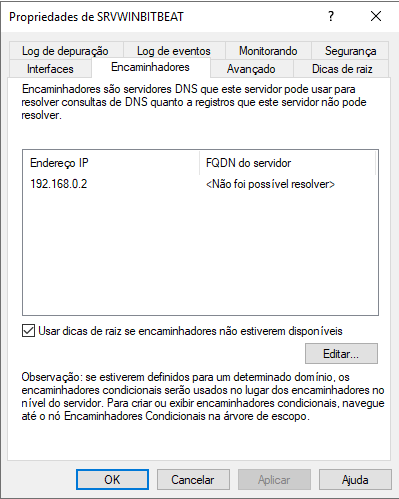 Propriedades de SRVWINBITBEAT
?
Log de depuração Log de eventos Monitorando Segurança
Interfaces Encaminhadores Avançado Dicas de raiz
Encaminhadores são servidores DNS que este servidor pode usar para
resolver consultas de DNS quanto a registros que este servidor não pode
resolver.
Endereço IP FQDN do servidor
192.168.0.2 <Não foi possível resolver>
Usar dicas de raiz se encaminhadores não estiverem disponíveis
Editar...
Observação: se estiverem definidos para um determinado domínio, os
encaminhadores condicionais serão usados no lugar dos encaminhadores no
nível do servidor. Para criar ou exibir encaminhadores condicionais, navegue
até o nó Encaminhadores Condicionais na árvore de escopo.
OK Cancelar Aplicar Ajuda